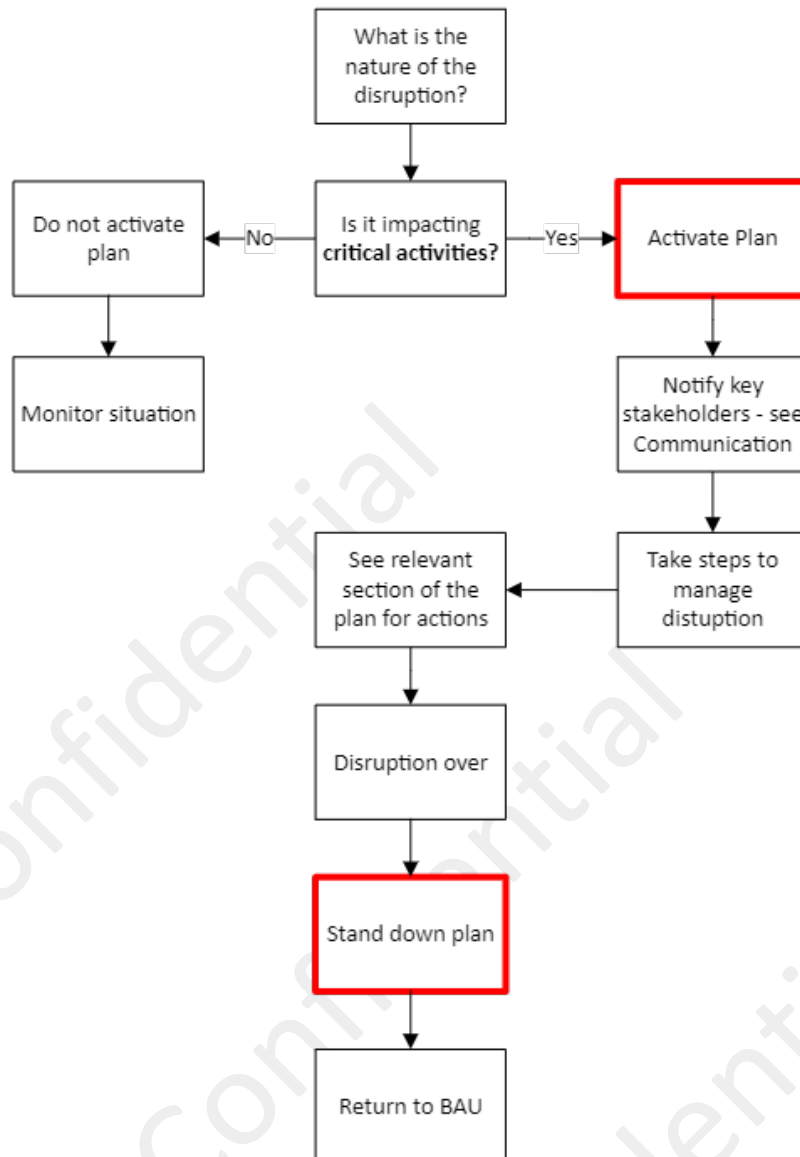 What is the
nature of the
disruption?
Do not activate
plan
No
Is it impacting
critical activities?
Yes
Activate Plan
Monitor situation
Notify key
stakeholders - see
Communication
See relevant
section of the
plan for actions
Take steps to
manage
distuption
Disruption over
Stand down plan
Return to BAU
Confidential
Confidential